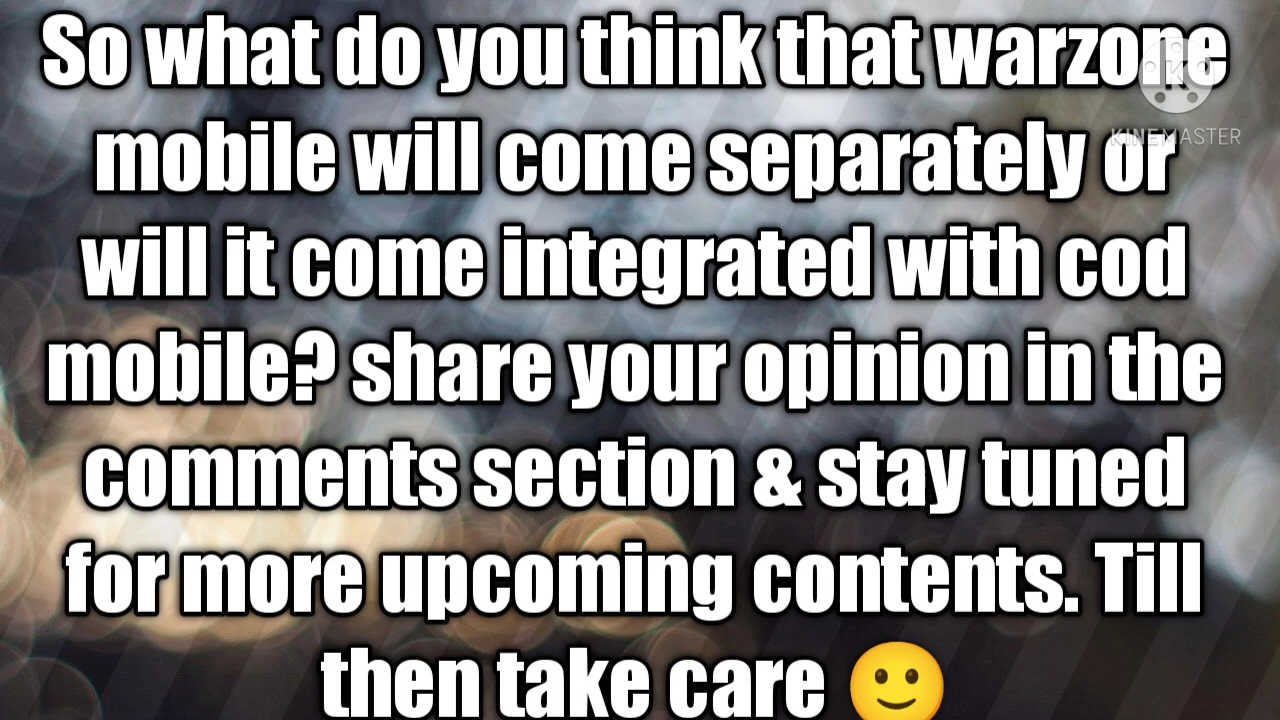 So what do you think that warzone
mobile will come separately or
will it come integrated with cod
mobile? share your opinion in the
comments section & stay tuned
for more upcoming contents. Till
then take care 🙂
K
KINEMASTER